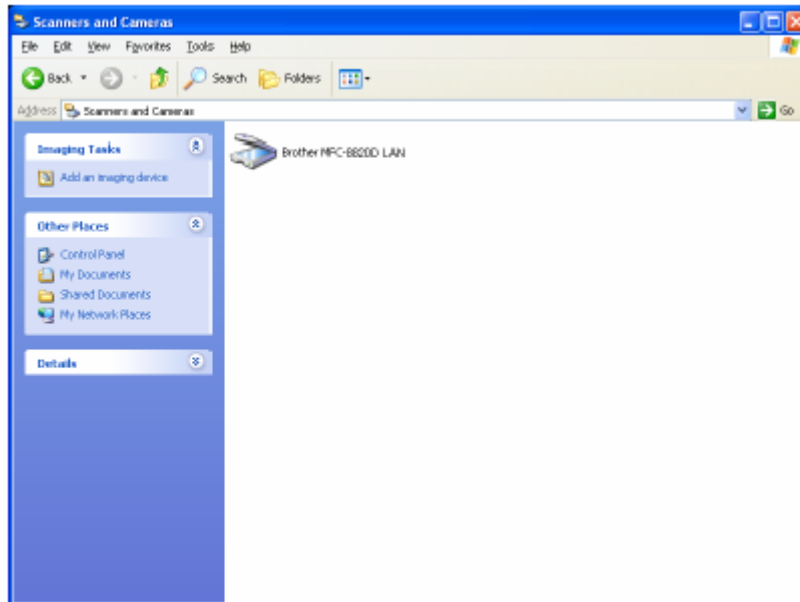 Scanners and Cameras
File Edit View Favorites Tools Help
Back Search Folders
Address Scanners and Cameras Go
Imaging Tasks
Add an imaging device
Other Places
Control Panel
My Documents
Shared Documents
My Network Places
Details
Brother MFC-8820D LAN